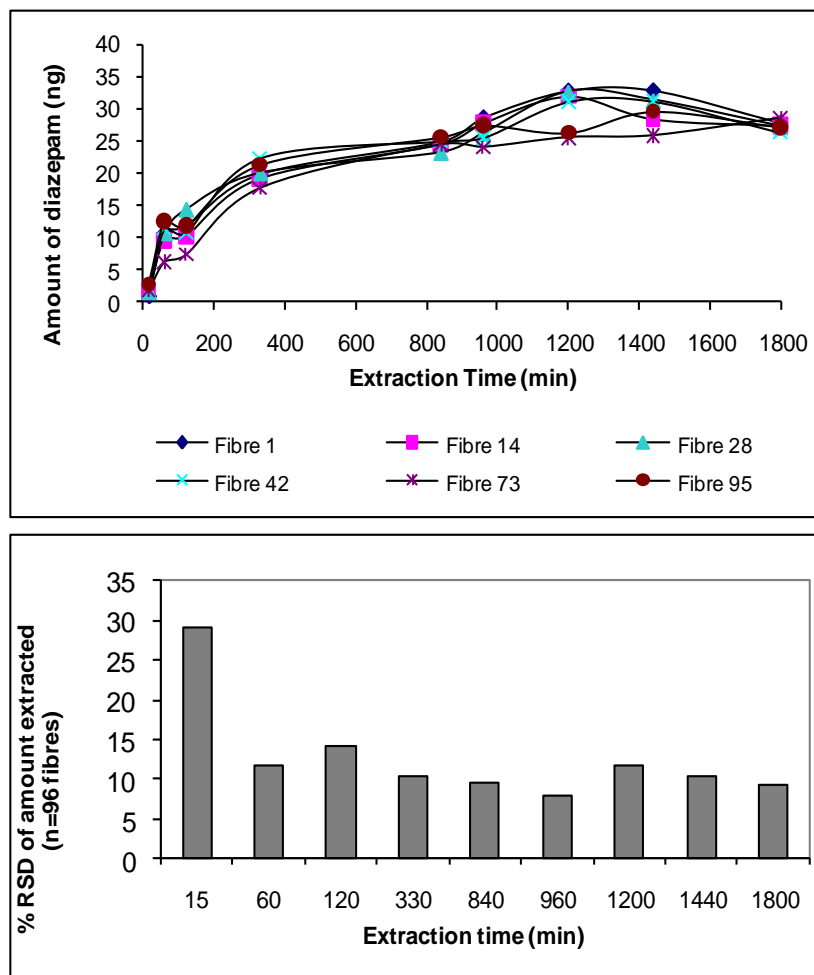 40
35
30
25
20
15
10
5
0
Amount of diazepam (ng)
0 200 400 600 800 1000 1200 1400 1600 1800
Extraction Time (min)
Fibre 1 Fibre 14 Fibre 28
Fibre 42 Fibre 73 Fibre 95
35
30
25
20
15
10
5
0
% RSD of amount extracted
(n=96 fibres)
15 60 120 330 840 960 1200 1440 1800
Extraction time (min)